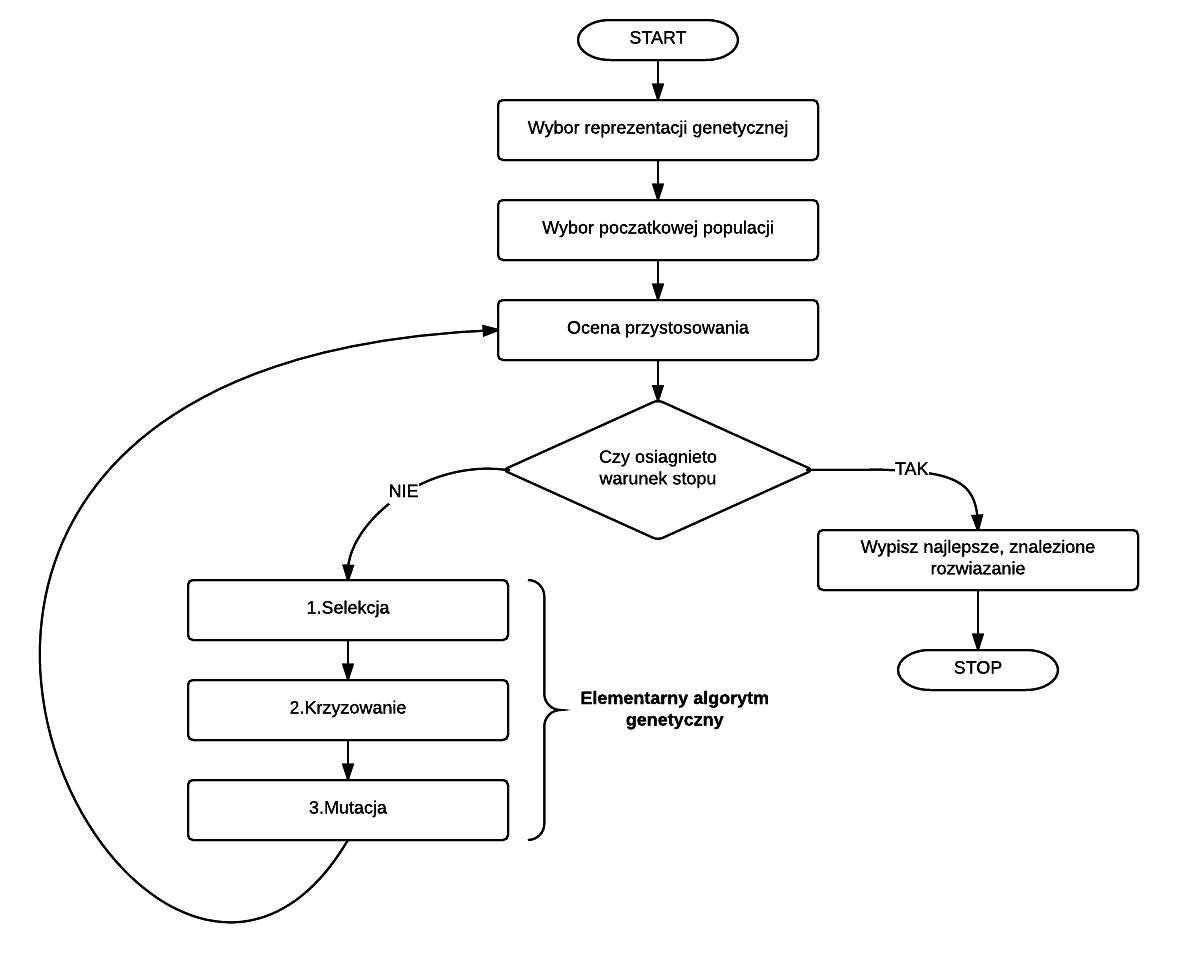 START
Wybor reprezentacji genetycznej
Wybor poczatkowej populacji
Ocena przystosowania
Czy osiagnieto
warunek stopu
NIE
TAK
Wypisz najlepsze, znalezione
rozwiazanie
STOP
1.Selekcja
2.Krzyzowanie
3.Mutacja
Elementarny algorytm
genetyczny